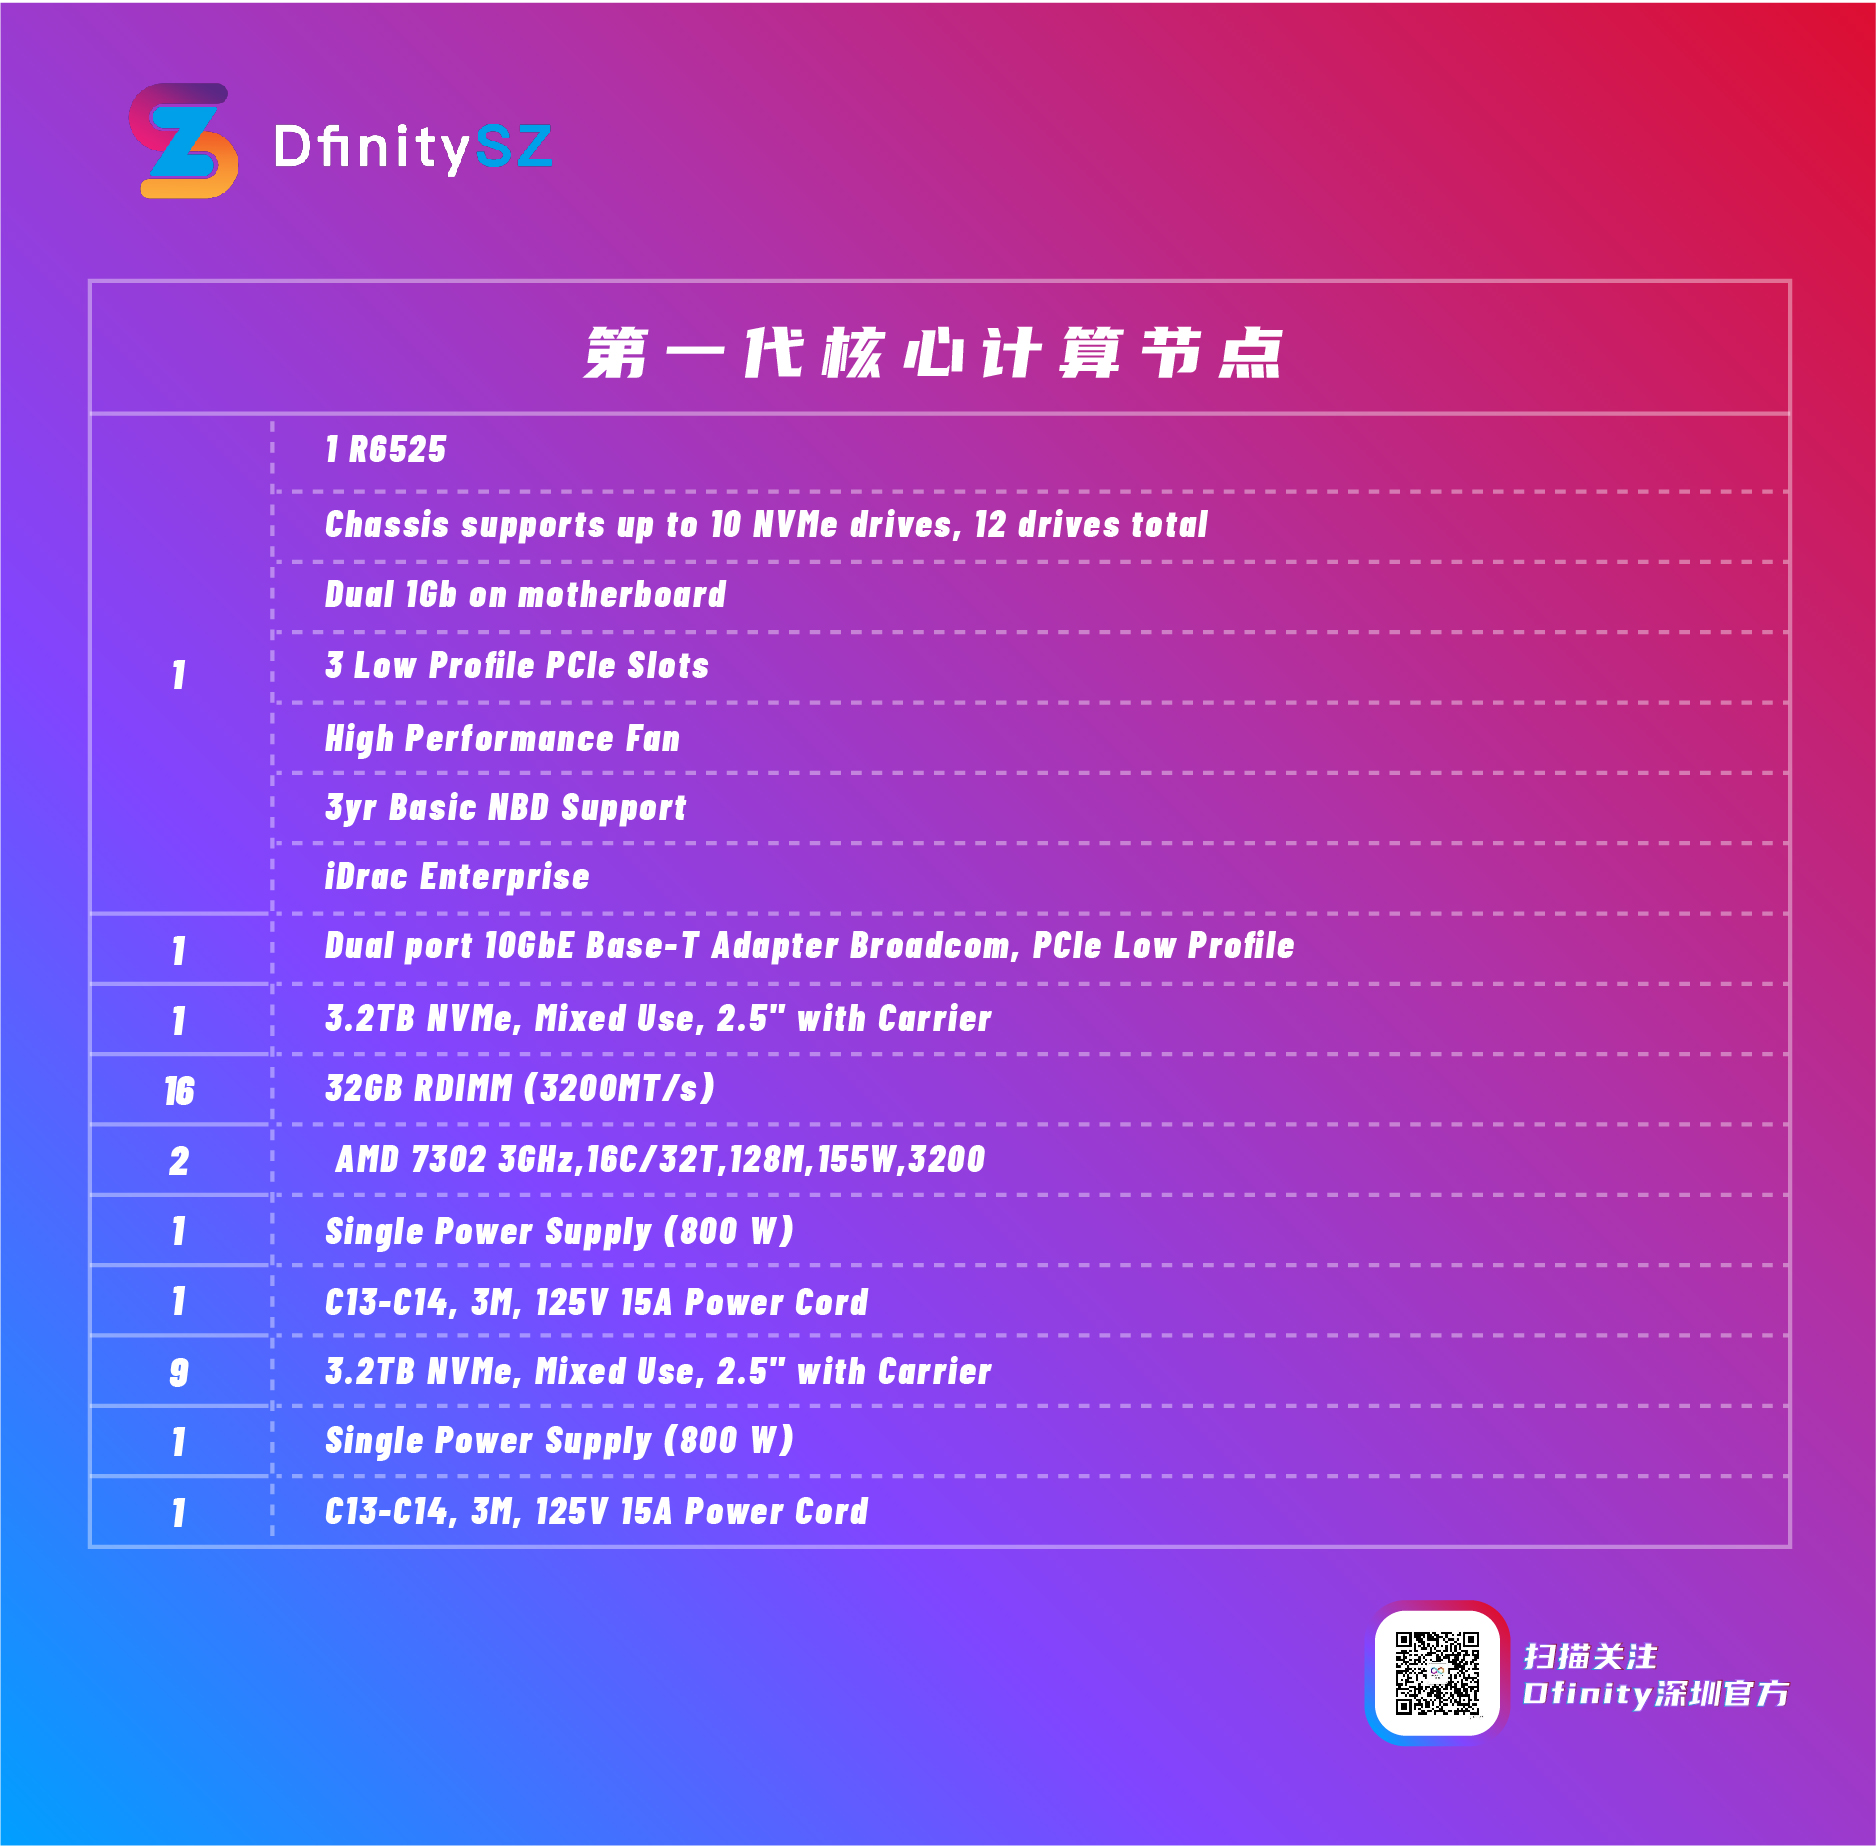 DfinitySZ
第一代核心计算节点
1 R6525
Chassis supports up to 10 NVMe drives, 12 drives total
Dual 1Gb on motherboard
1
3 Low Profile PCIe Slots
High Performance Fan
3yr Basic NBD Support
iDrac Enterprise
1 Dual port 10GbE Base-T Adapter Broadcom, PCIe Low Profile
1 3.2TB NVMe, Mixed Use, 2.5" with Carrier
16 32GB RDIMM (3200MT/s)
2 AMD 7302 3GHz,16C/32T,128M,155W,3200
1 Single Power Supply (800 W)
1 C13-C14, 3M, 125V 15A Power Cord
9 3.2TB NVMe, Mixed Use, 2.5" with Carrier
1 Single Power Supply (800 W)
1 C13-C14, 3M, 125V 15A Power Cord
扫描关注
Dfinity深圳官方